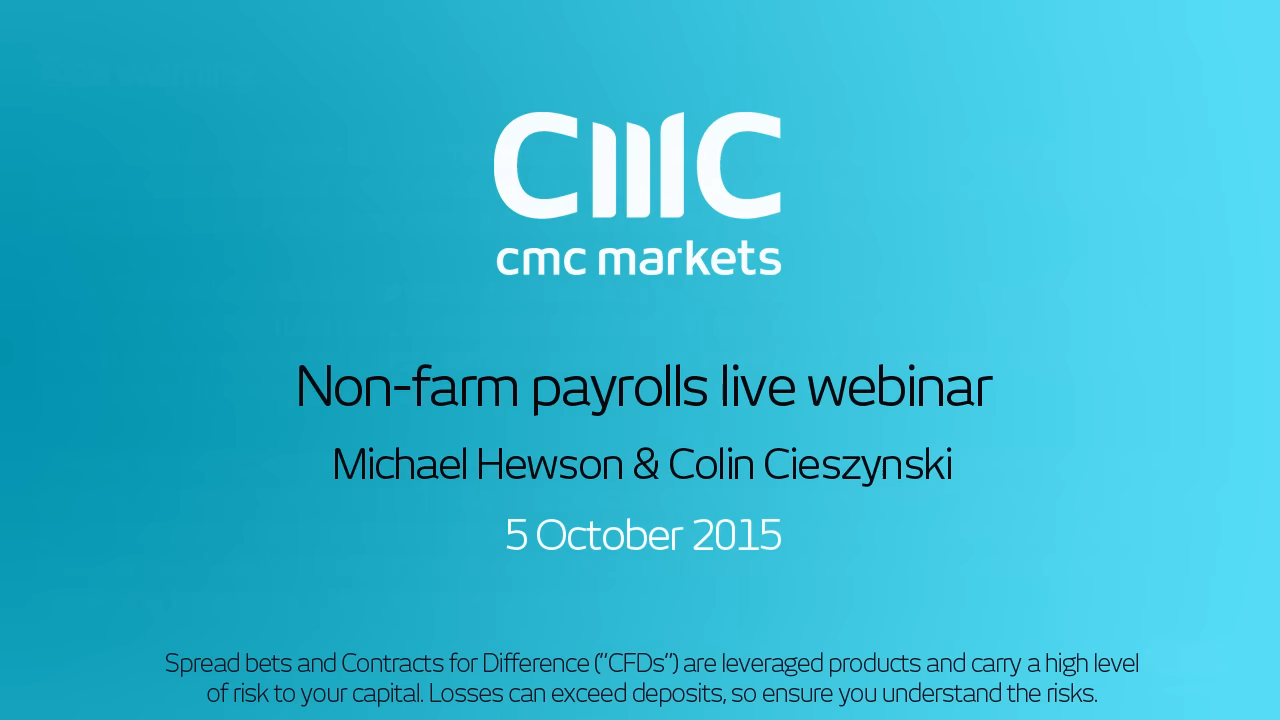 CMC
cmc markets
Non-farm payrolls live webinar
Michael Hewson & Colin Cieszynski
5 October 2015
Spread bets and Contracts for Difference (“CFDs”) are leveraged products and carry a high level
of risk to your capital. Losses can exceed deposits, so ensure you understand the risks.